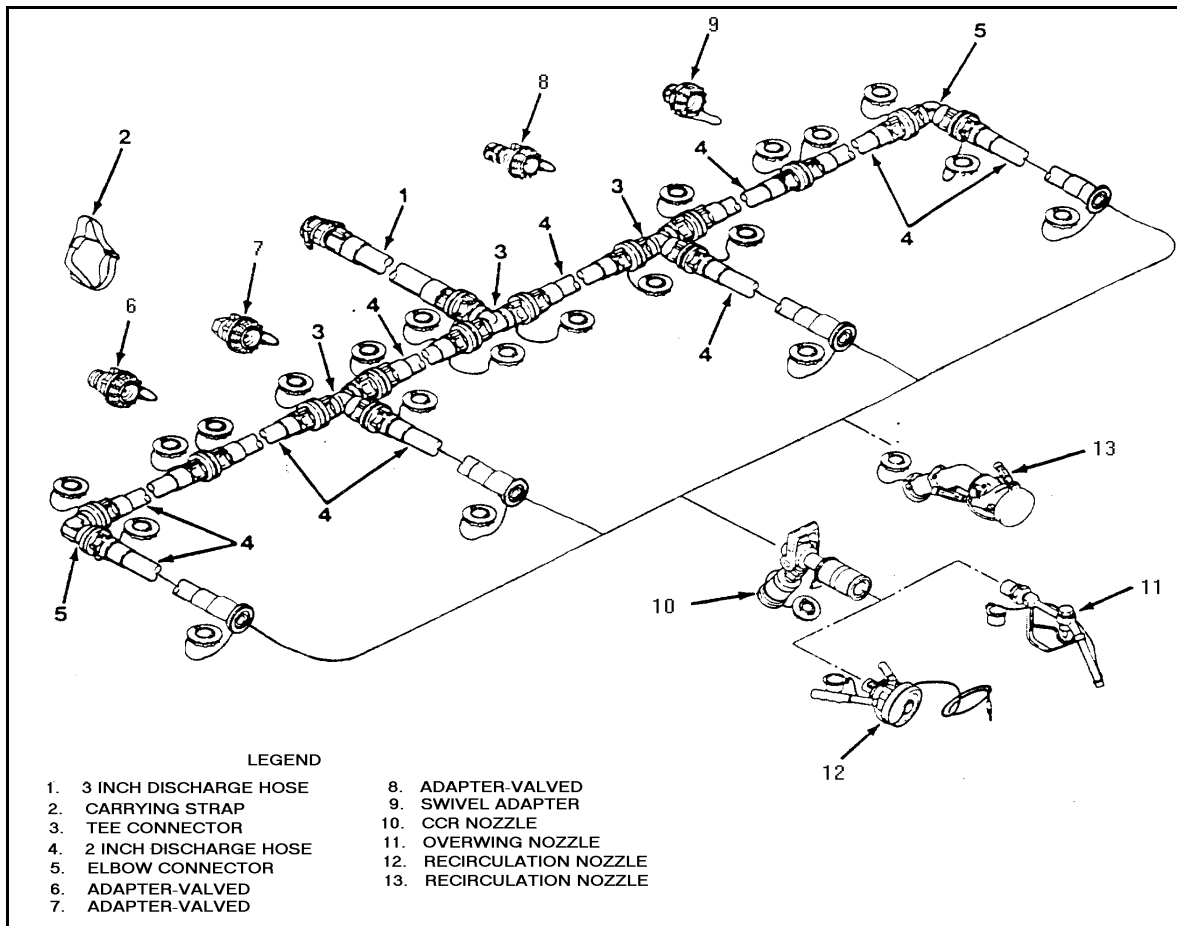 9
5
8
2
4
3
1
4
7
3
4
6
4
3
4
13
4
4
10
11
5
12
LEGEND
1. 3 INCH DISCHARGE HOSE
2. CARRYING STRAP
3. TEE CONNECTOR
4. 2 INCH DISCHARGE HOSE
5. ELBOW CONNECTOR
6. ADAPTER-VALVED
7. ADAPTER-VALVED
8. ADAPTER-VALVED
9. SWIVEL ADAPTER
10. CCR NOZZLE
11. OVERWING NOZZLE
12. RECIRCULATION NOZZLE
13. RECIRCULATION NOZZLE